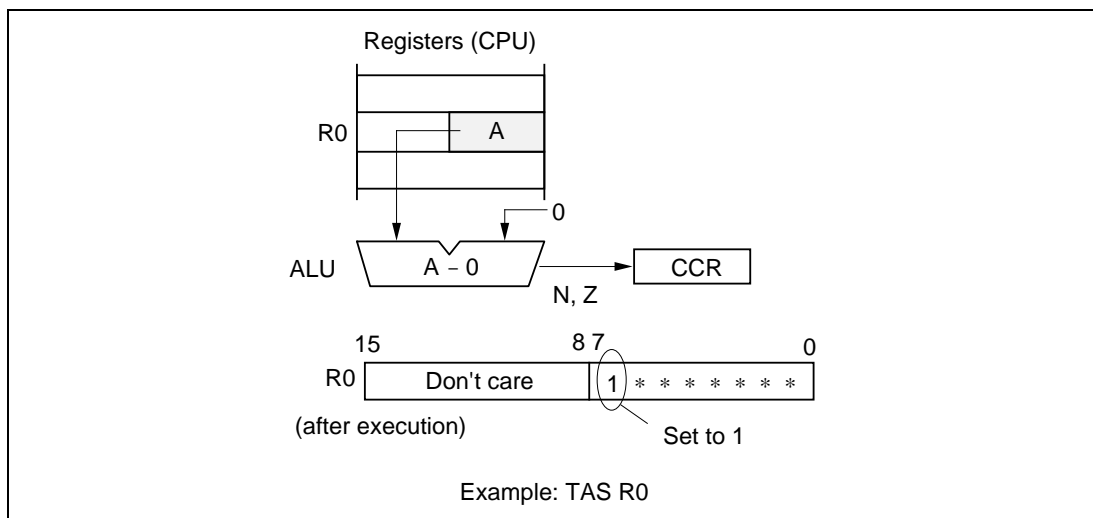 Registers (CPU)
R0 A
0
ALU A – 0 CCR
N, Z
15 8 7 0
R0 Don't care 1 * * * * * * *
(after execution) Set to 1
Example: TAS R0